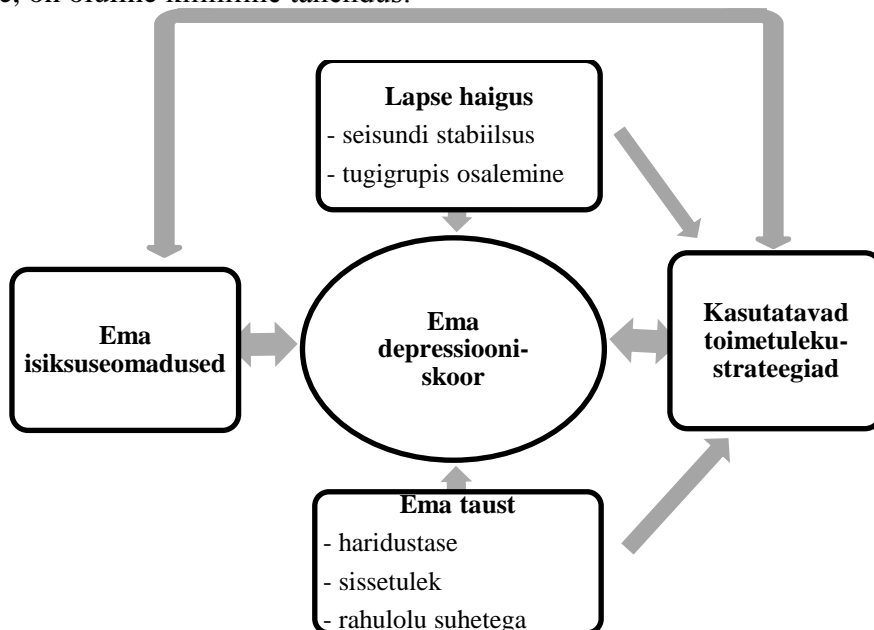 Lapse haigus
- seisundi stabiilsus
- tugigrupis osalemine
Ema
isiksuseomadused
Ema
depressiooni-
skoor
Kasutatavad
toimetuleku-
strateegiad
Ema taust
- haridustase
- sissetulek
- rahulolu suhetega